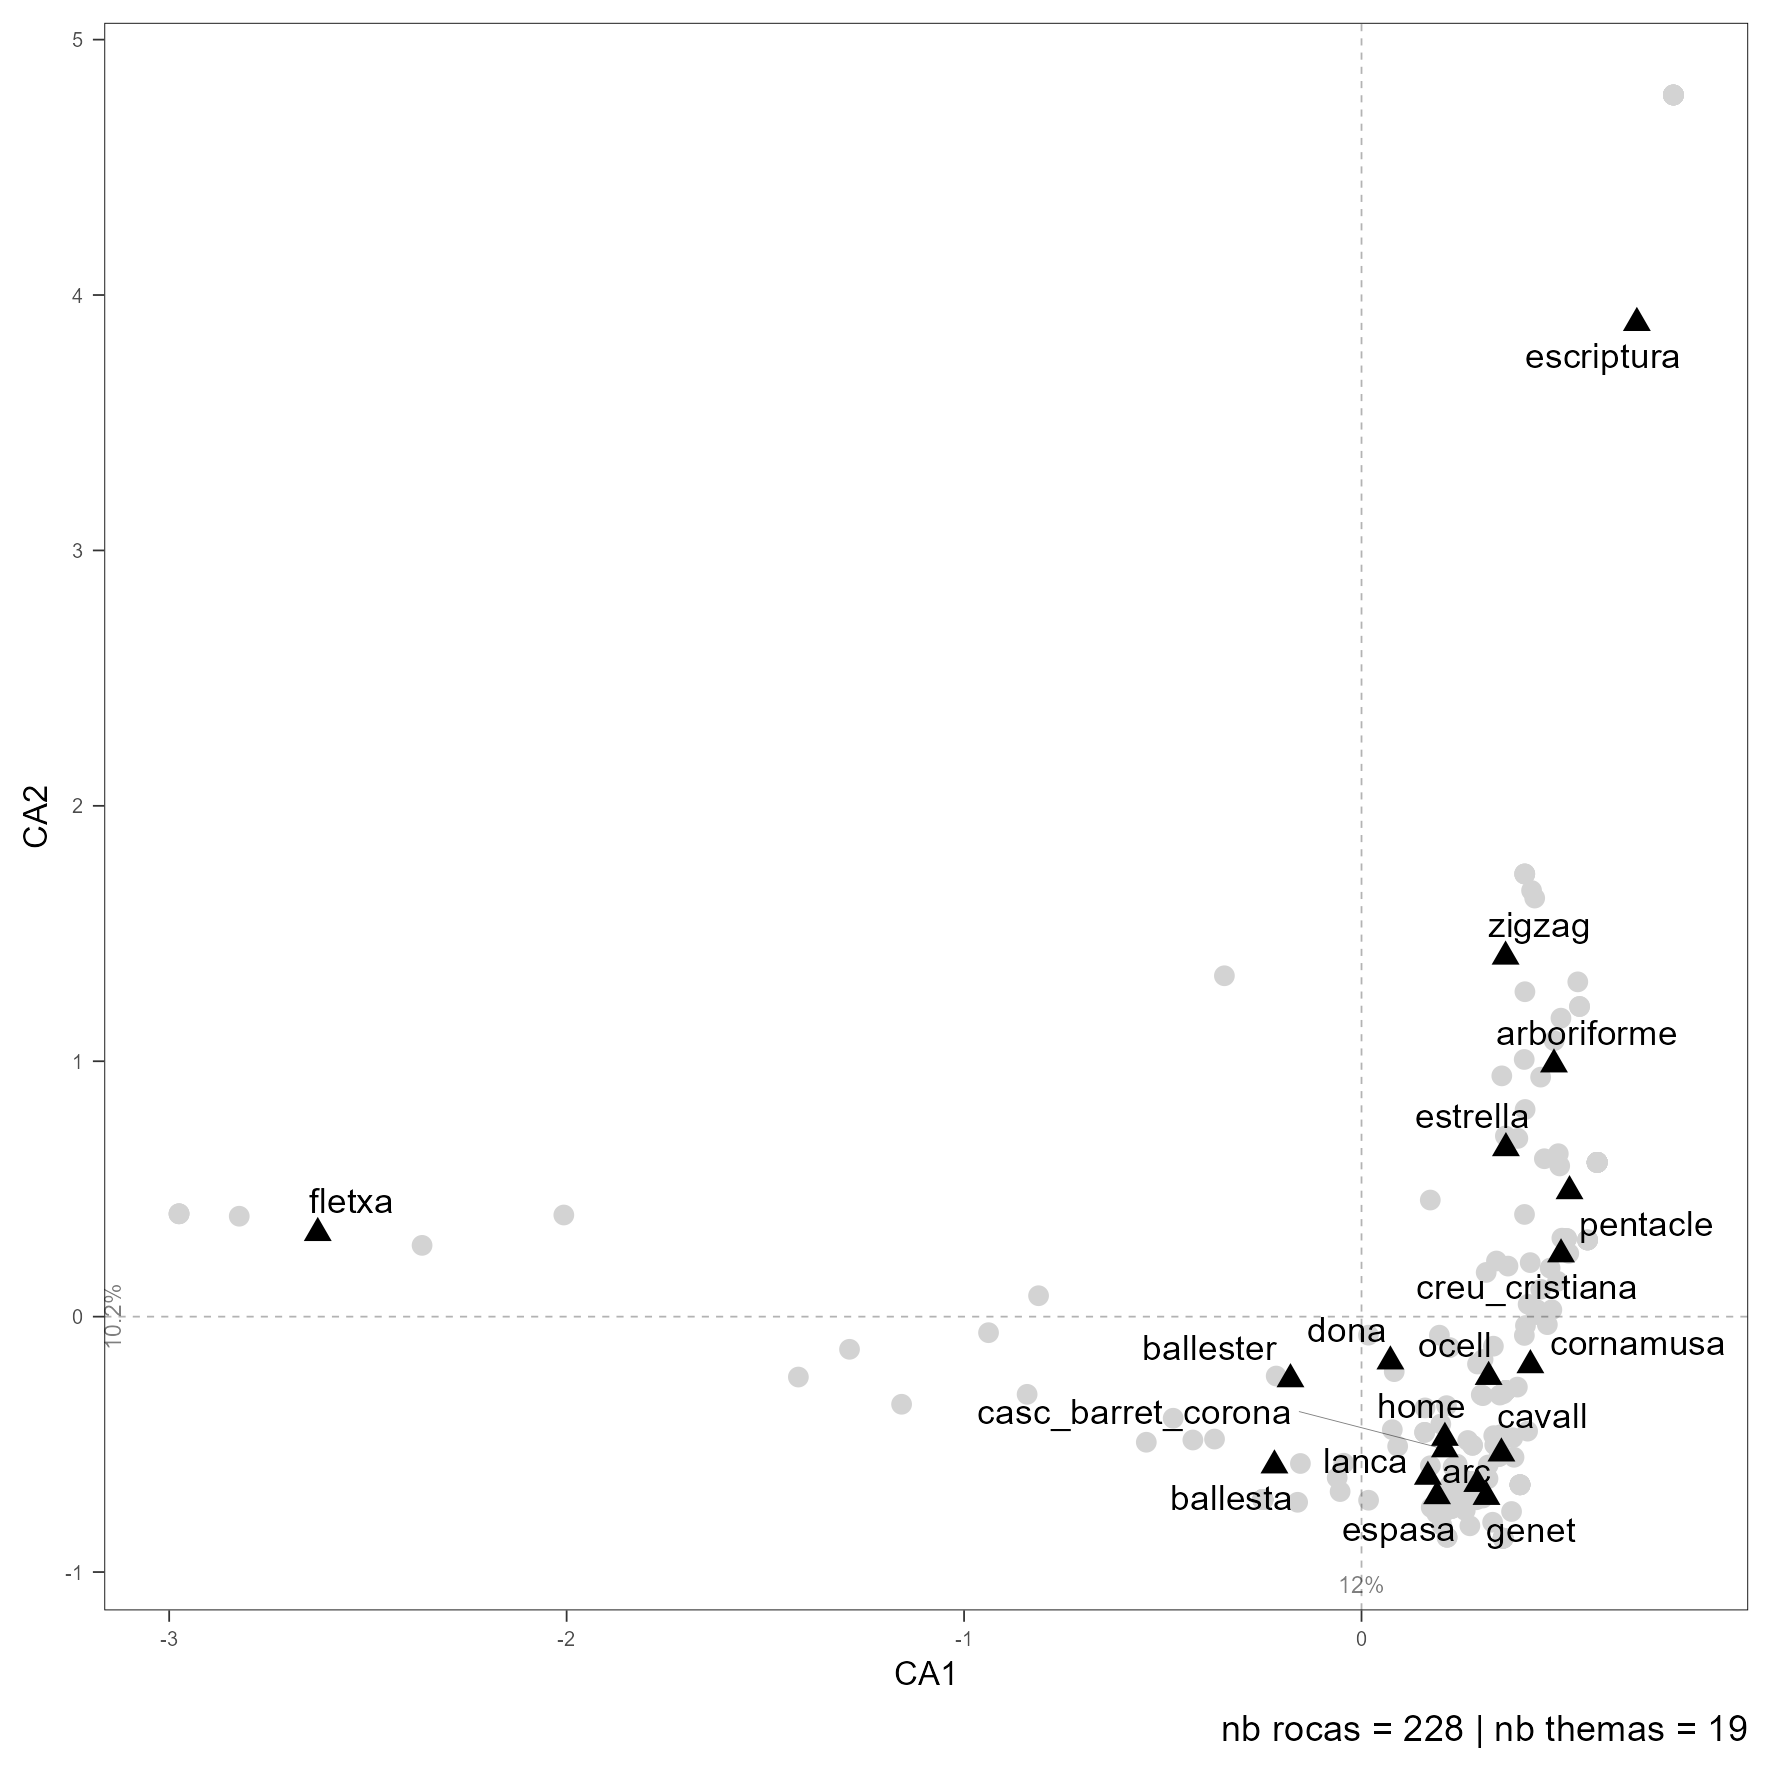 5
escriptura
4
3
2
CA2
zigzag
arboriforme
1
estrella
fletxa
pentacle
creu_cristiana
10.2%
0
dona
ballester
ocell
cornamusa
casc_barret_corona
home
cavall
lanca
arc
ballesta
espasa
genet
-1
12%
-3
-2
-1
0
CA1
nb rocas = 228 | nb themas = 19